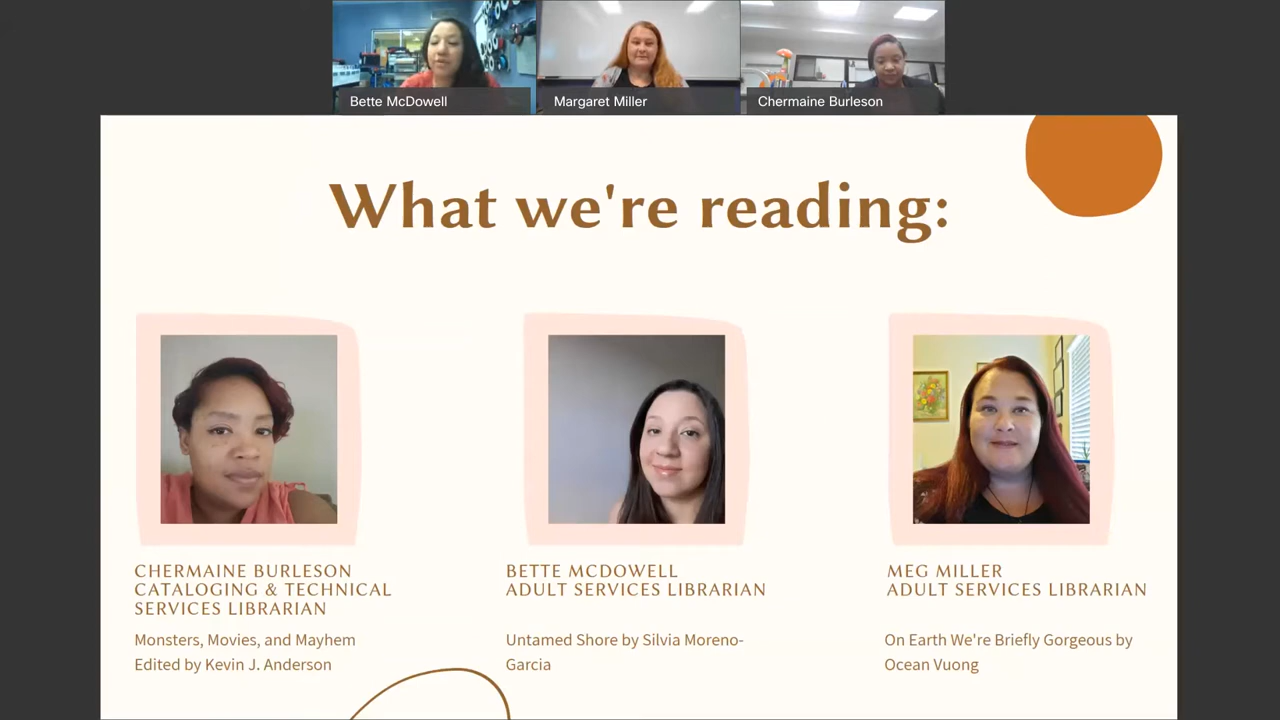 Bette McDowell
Margaret Miller
Chermaine Burleson
What we're reading:
CHERMAINE BURLESON
CATALOGING & TECHNICAL
SERVICES LIBRARIAN
Monsters, Movies, and Mayhem
Edited by Kevin J. Anderson
BETTE MCDOWELL
ADULT SERVICES LIBRARIAN
Untamed Shore by Silvia Moreno-
Garcia
MEG MILLER
ADULT SERVICES LIBRARIAN
On Earth We're Briefly Gorgeous by
Ocean Vuong